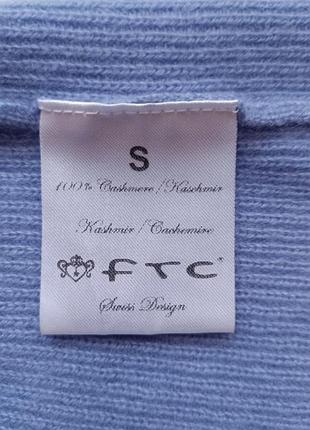 S
100% Cashmere / Kaschmir
Kashmir / Cachemire
FTC
Swiss Design